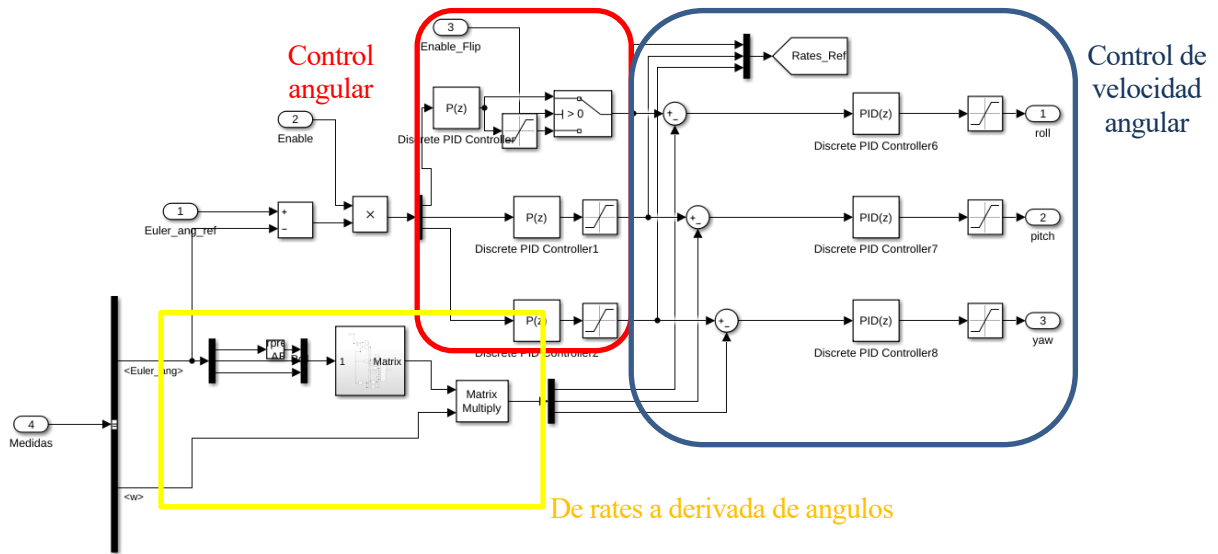 Control
angular
Control de
velocidad
angular
3
Enable_Flip
Rates_Ref
P(z)
> 0
Discrete PID Controller
PID(z)
Discrete PID Controller6
1
roll
2
Enable
×
1
Euler_ang_ref
+
−
P(z)
Discrete PID Controller1
PID(z)
Discrete PID Controller7
2
pitch
P(z)
Discrete PID Controller2
PID(z)
Discrete PID Controller8
3
yaw
<Euler_ang>
1
Matrix
Matrix
Multiply
4
Medidas
<w>
De rates a derivada de angulos